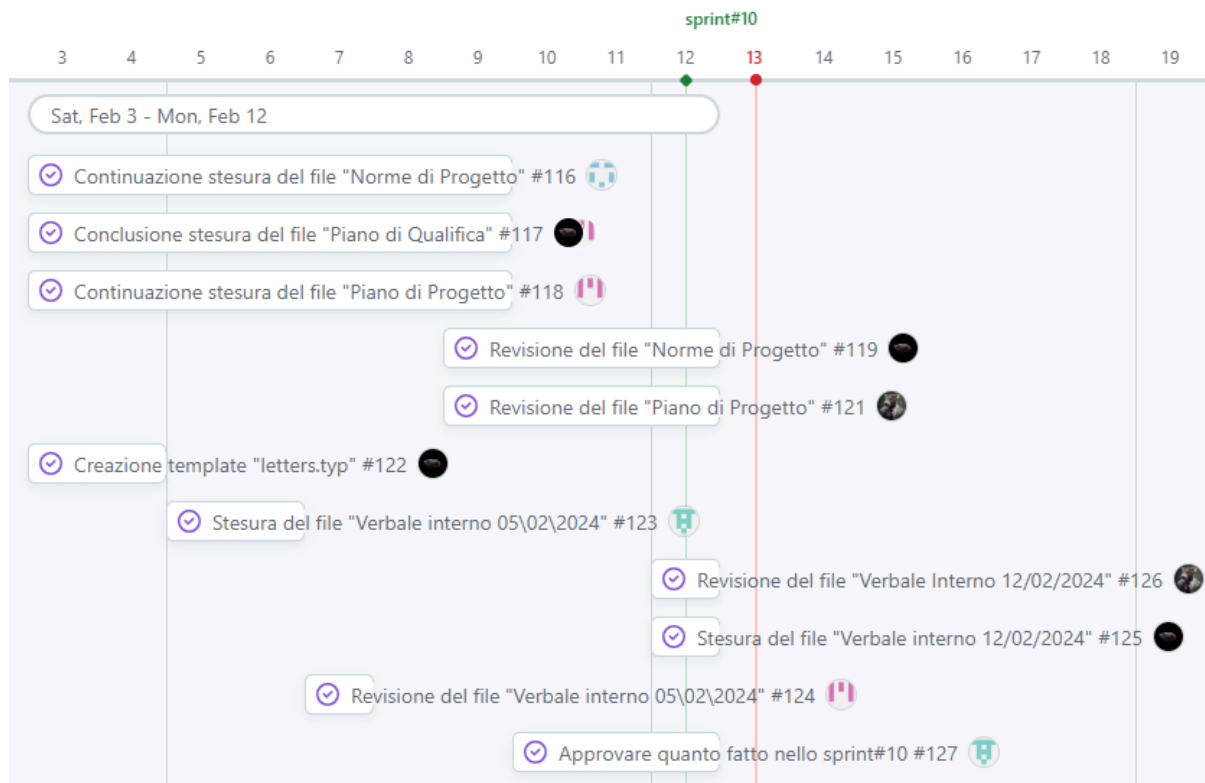 sprint#10
3 4 5 6 7 8 9 10 11 12 13 14 15 16 17 18 19
Sat, Feb 3 - Mon, Feb 12
Continuazione stesura del file "Norme di Progetto" #116
Conclusione stesura del file "Piano di Qualifica" #117
Continuazione stesura del file "Piano di Progetto" #118
Revisione del file "Norme di Progetto" #119
Revisione del file "Piano di Progetto" #121
Creazione template "letters.typ" #122
Stesura del file "Verbale interno 05\02\2024" #123
Revisione del file "Verbale Interno 12/02/2024" #126
Stesura del file "Verbale interno 12/02/2024" #125
Revisione del file "Verbale interno 05\02\2024" #124
Approvare quanto fatto nello sprint#10 #127